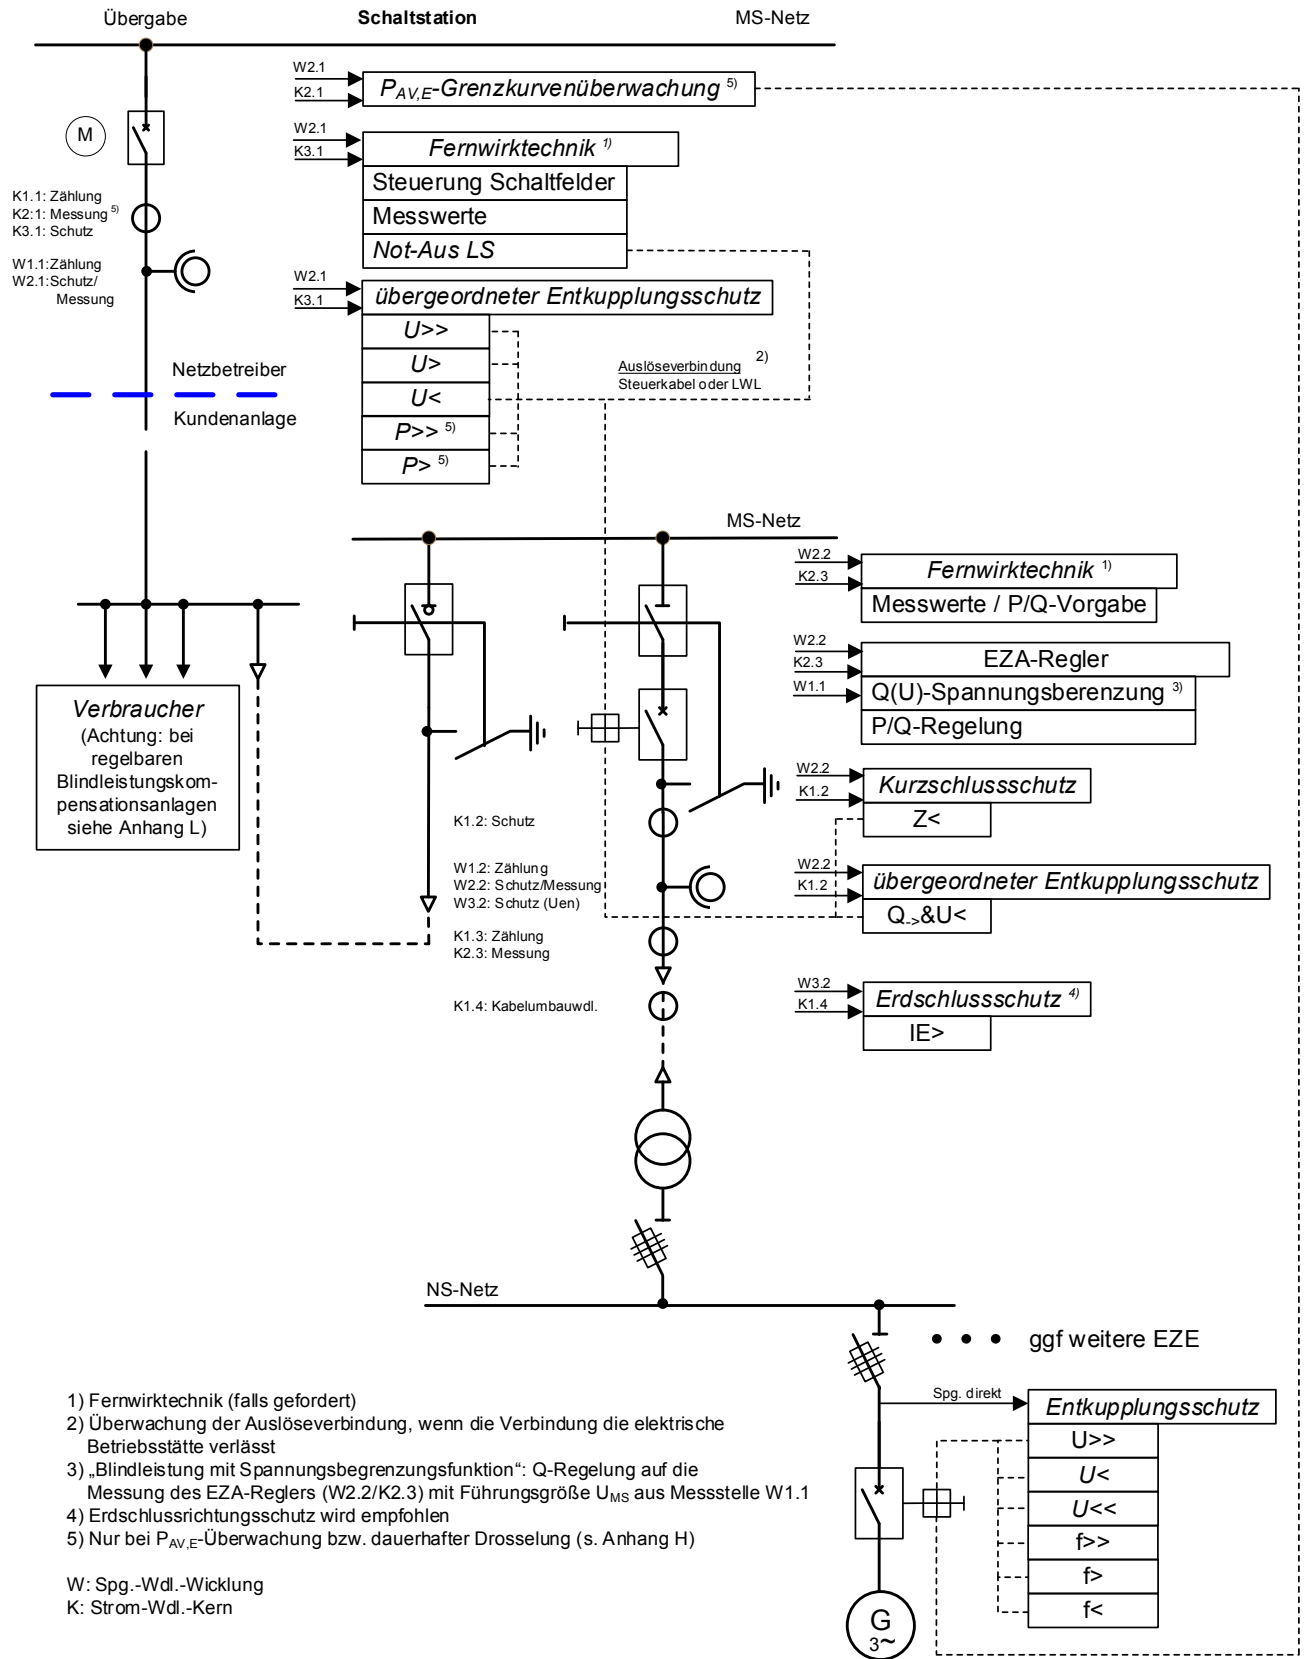 Übergabe
Schaltstation
MS-Netz
W2.1
K2.1
P_AV,E-Grenzkurvenüberwachung 5)
M
W2.1
K3.1
Fernwirktechnik 1)
Steuerung Schaltfelder
Messwerte
Not-Aus LS
K1.1: Zählung
K2:1: Messung 5)
K3.1: Schutz
W1.1:Zählung
W2.1:Schutz/
Messung
W2.1
K3.1
übergeordneter Entkupplungsschutz
U>>
U>
U<
P>> 5)
P> 5)
Auslöseverbindung 2)
Steuerkabel oder LWL
Netzbetreiber
Kundenanlage
MS-Netz
W2.2
K2.3
Fernwirktechnik 1)
Messwerte / P/Q-Vorgabe
W2.2
K2.3
W1.1
EZA-Regler
Q(U)-Spannungsberenzung 3)
P/Q-Regelung
Verbraucher
(Achtung: bei
regelbaren
Blindleistungskom-
pensationsanlagen
siehe Anhang L)
W2.2
K1.2
Kurzschlussschutz
Z<
K1.2: Schutz
W1.2: Zählung
W2.2: Schutz/Messung
W3.2: Schutz (Uen)
W2.2
K1.2
übergeordneter Entkupplungsschutz
Q->&U<
K1.3: Zählung
K2.3: Messung
K1.4: Kabelumbauwdl.
W3.2
K1.4
Erdschlussschutz 4)
IE>
NS-Netz
ggf weitere EZE
Spg. direkt
Entkupplungsschutz
U>>
U<
U<<
f>>
f>
f<
G
3~
1) Fernwirktechnik (falls gefordert)
2) Überwachung der Auslöseverbindung, wenn die Verbindung die elektrische
Betriebsstätte verlässt
3) „Blindleistung mit Spannungsbegrenzungsfunktion“: Q-Regelung auf die
Messung des EZA-Reglers (W2.2/K2.3) mit Führungsgröße U_MS aus Messstelle W1.1
4) Erdschlussrichtungsschutz wird empfohlen
5) Nur bei P_AV,E-Überwachung bzw. dauerhafter Drosselung (s. Anhang H)
W: Spg.-Wdl.-Wicklung
K: Strom-Wdl.-Kern